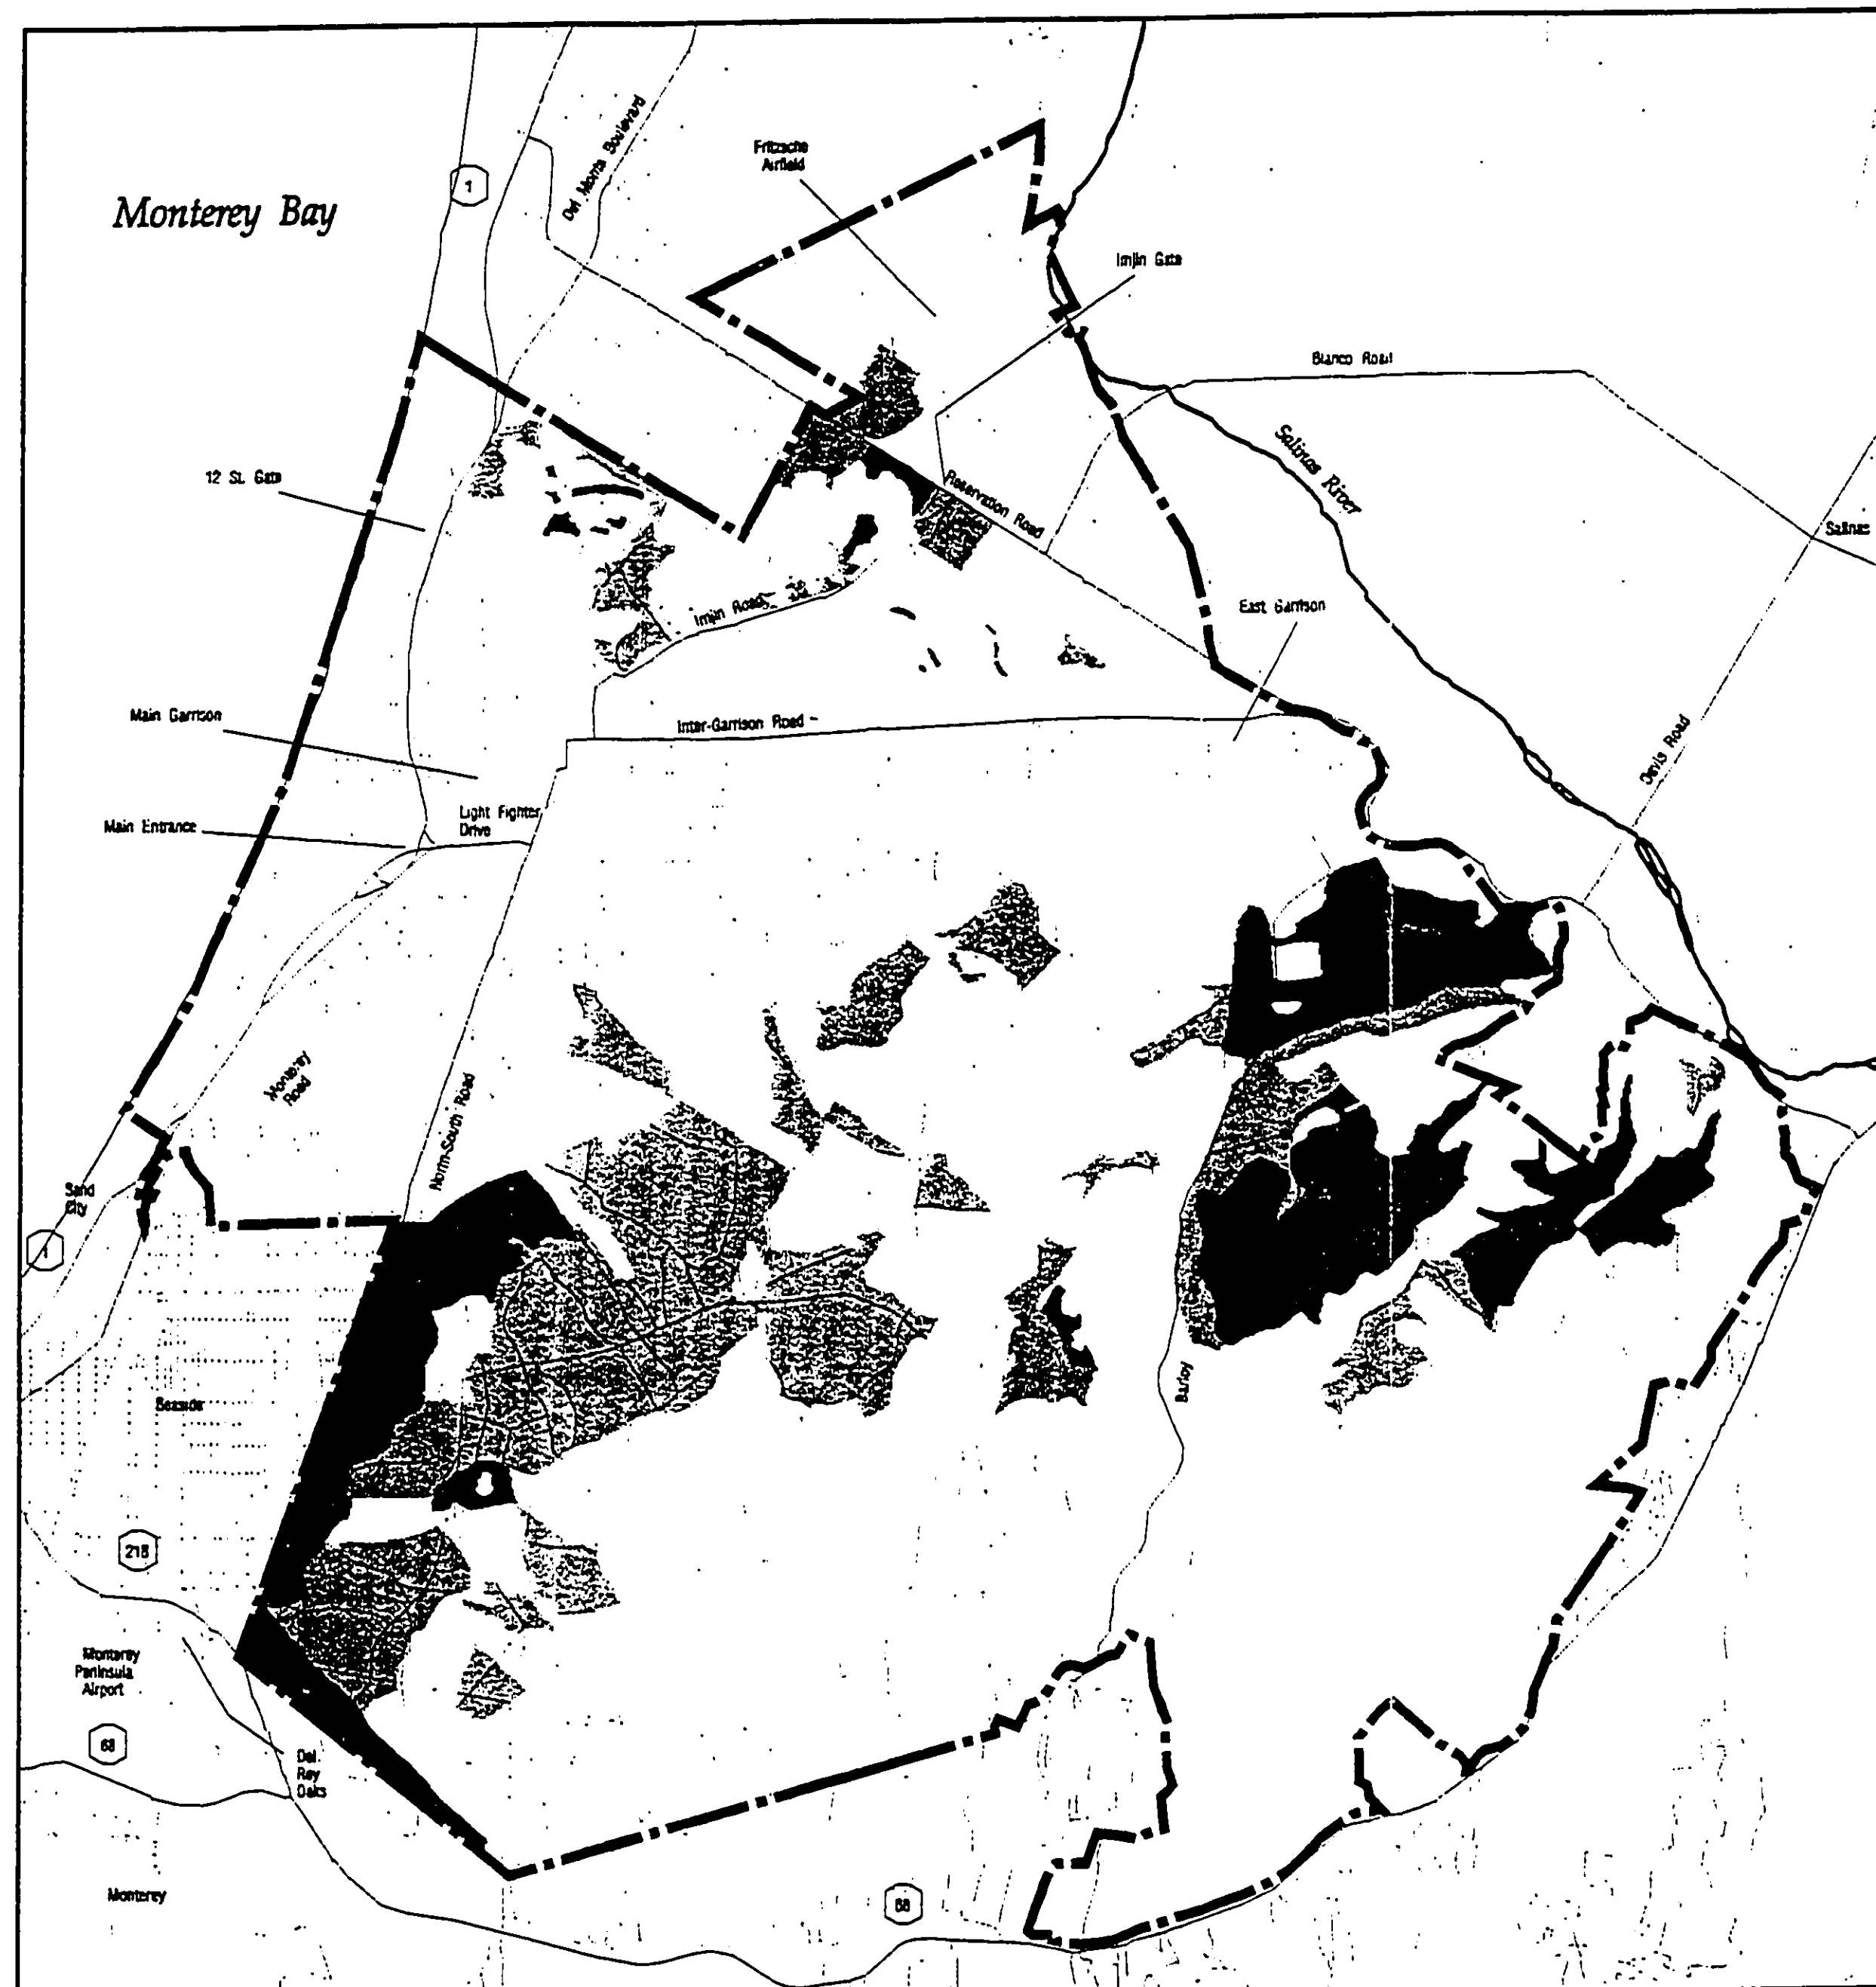 Monterey Bay
1
Del Monte Boulevard
Fritzsche
Airfield
Imjin Gate
Blanco Road
Salinas River
Salinas
12 St. Gate
Reservation Road
Imjin Road
East Garrison
Main Garrison
Inter-Garrison Road
Davis Road
Main Entrance
Light Fighter
Drive
Monterey
Road
North-South Road
Sand
City
1
Barloy
Seaside
218
Monterey
Peninsula
Airport
68
Del
Rey
Oaks
Monterey
68